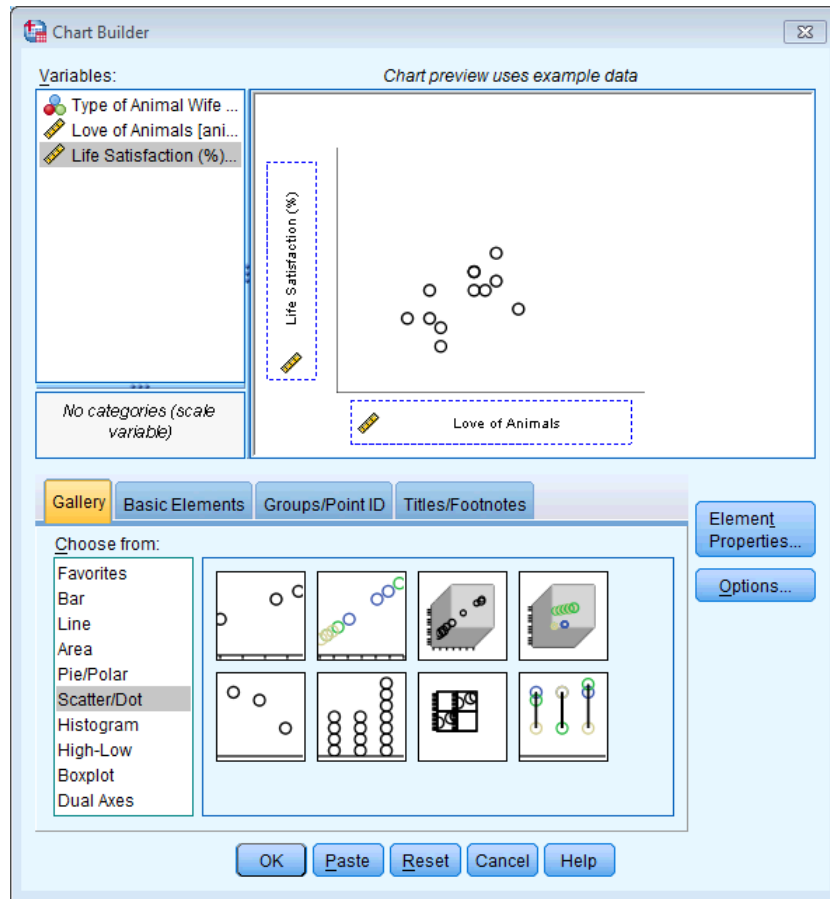 Chart Builder
Variables:
Chart preview uses example data
Type of Animal Wife ...
Love of Animals [ani...
Life Satisfaction (%)...
Life Satisfaction (%)
Love of Animals
No categories (scale
variable)
Gallery
Basic Elements
Groups/Point ID
Titles/Footnotes
Element
Properties...
Options...
Choose from:
Favorites
Bar
Line
Area
Pie/Polar
Scatter/Dot
Histogram
High-Low
Boxplot
Dual Axes
OK
Paste
Reset
Cancel
Help